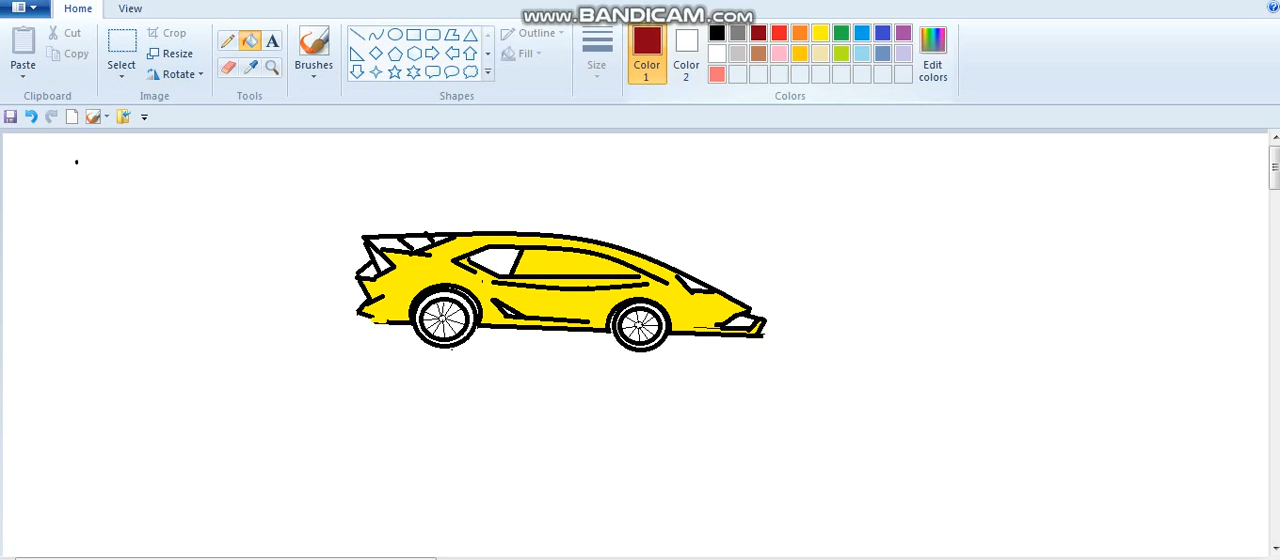 www.BANDICAM.com
Home View
Paste
Cut
Copy
Clipboard
Select
Crop
Resize
Rotate
Image
A
Tools
Brushes
Shapes
Outline
Fill
Size
Color 1
Color 2
Colors
Edit colors